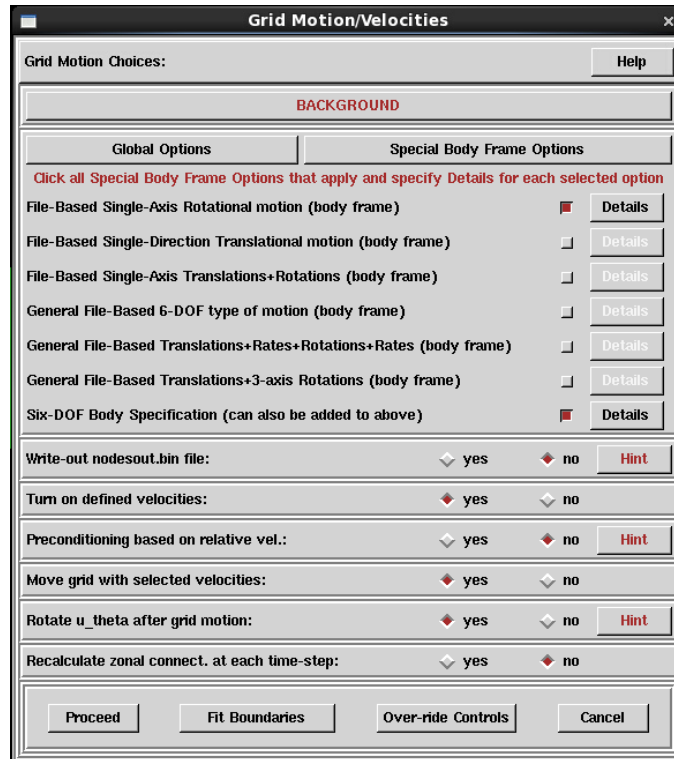 Grid Motion/Velocities
Grid Motion Choices: Help
BACKGROUND
Global Options Special Body Frame Options
Click all Special Body Frame Options that apply and specify Details for each selected option
File-Based Single-Axis Rotational motion (body frame) Details
File-Based Single-Direction Translational motion (body frame) Details
File-Based Single-Axis Translations+Rotations (body frame) Details
General File-Based 6-DOF type of motion (body frame) Details
General File-Based Translations+Rates+Rotations+Rates (body frame) Details
General File-Based Translations+3-axis Rotations (body frame) Details
Six-DOF Body Specification (can also be added to above) Details
Write-out nodesout.bin file: yes no Hint
Turn on defined velocities: yes no
Preconditioning based on relative vel.: yes no Hint
Move grid with selected velocities: yes no
Rotate u_theta after grid motion: yes no Hint
Recalculate zonal connect. at each time-step: yes no
Proceed Fit Boundaries Over-ride Controls Cancel